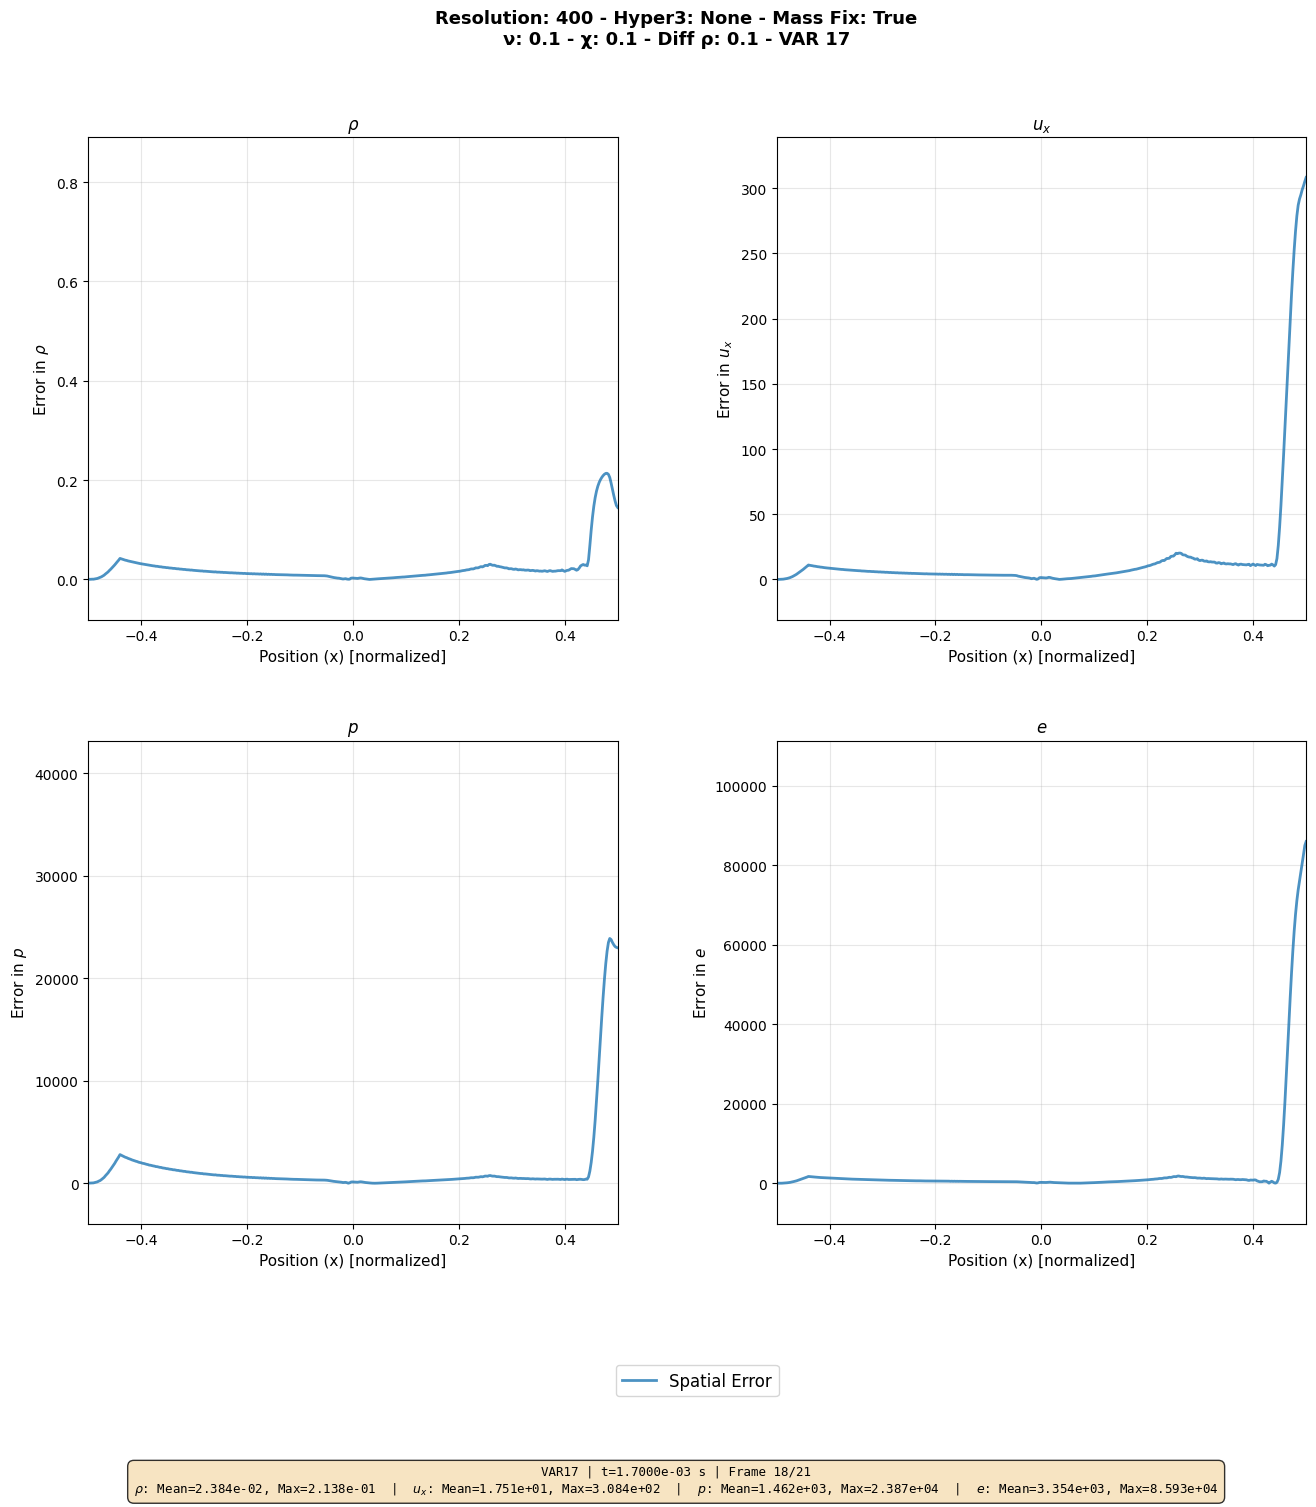 Resolution: 400 - Hyper3: None - Mass Fix: True
ν: 0.1 - χ: 0.1 - Diff ρ: 0.1 - VAR 17
ρ
0.8
0.6
0.4
0.2
0.0
Error in ρ
−0.4 −0.2 0.0 0.2 0.4
Position (x) [normalized]
u_x
300
250
200
150
100
50
0
Error in u_x
−0.4 −0.2 0.0 0.2 0.4
Position (x) [normalized]
p
40000
30000
20000
10000
0
Error in p
−0.4 −0.2 0.0 0.2 0.4
Position (x) [normalized]
e
100000
80000
60000
40000
20000
0
Error in e
−0.4 −0.2 0.0 0.2 0.4
Position (x) [normalized]
Spatial Error
VAR17 | t=1.7000e-03 s | Frame 18/21
ρ: Mean=2.384e-02, Max=2.138e-01 | u_x: Mean=1.751e+01, Max=3.084e+02 | p: Mean=1.462e+03, Max=2.387e+04 | e: Mean=3.354e+03, Max=8.593e+04